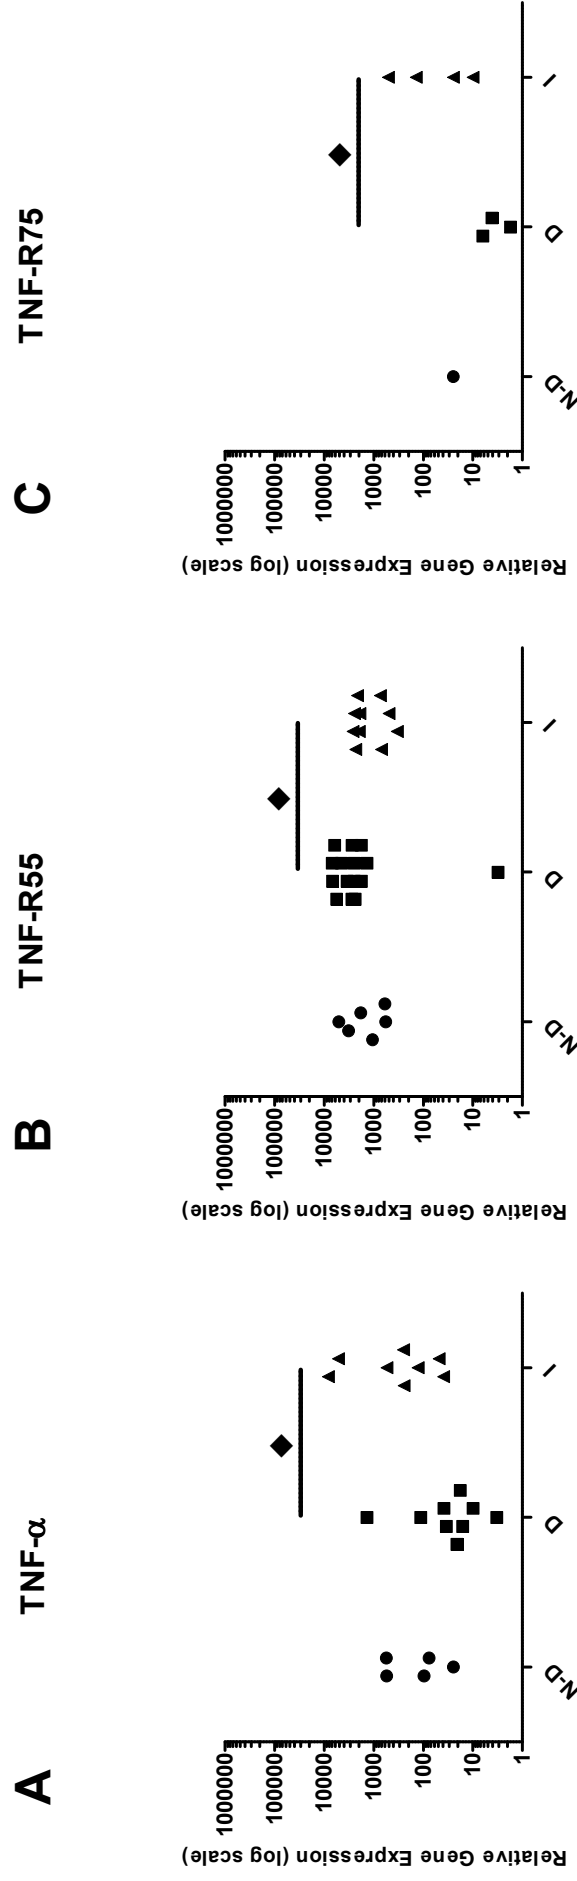 A
TNF-α
Relative Gene Expression (log scale)
1000000
100000
10000
1000
100
10
1
N-D
D
I
B
TNF-R55
Relative Gene Expression (log scale)
1000000
100000
10000
1000
100
10
1
N-D
D
I
C
TNF-R75
Relative Gene Expression (log scale)
1000000
100000
10000
1000
100
10
1
N-D
D
I